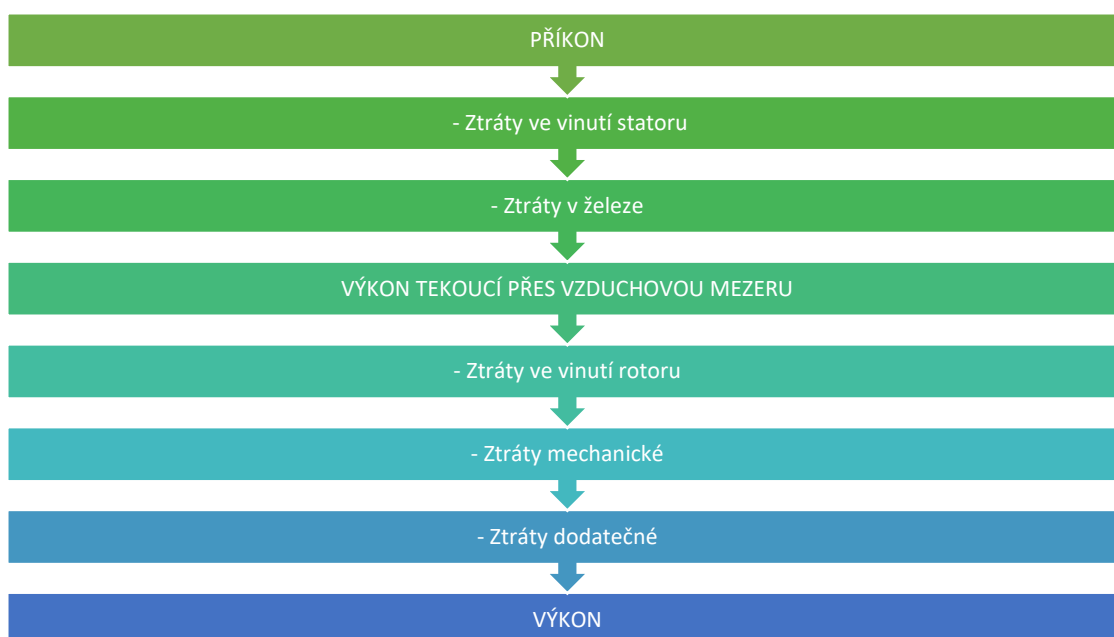 PŘÍKON
- Ztráty ve vinutí statoru
- Ztráty v železe
VÝKON TEKOUCÍ PŘES VZDUCHOVOU MEZERU
- Ztráty ve vinutí rotoru
- Ztráty mechanické
- Ztráty dodatečné
VÝKON